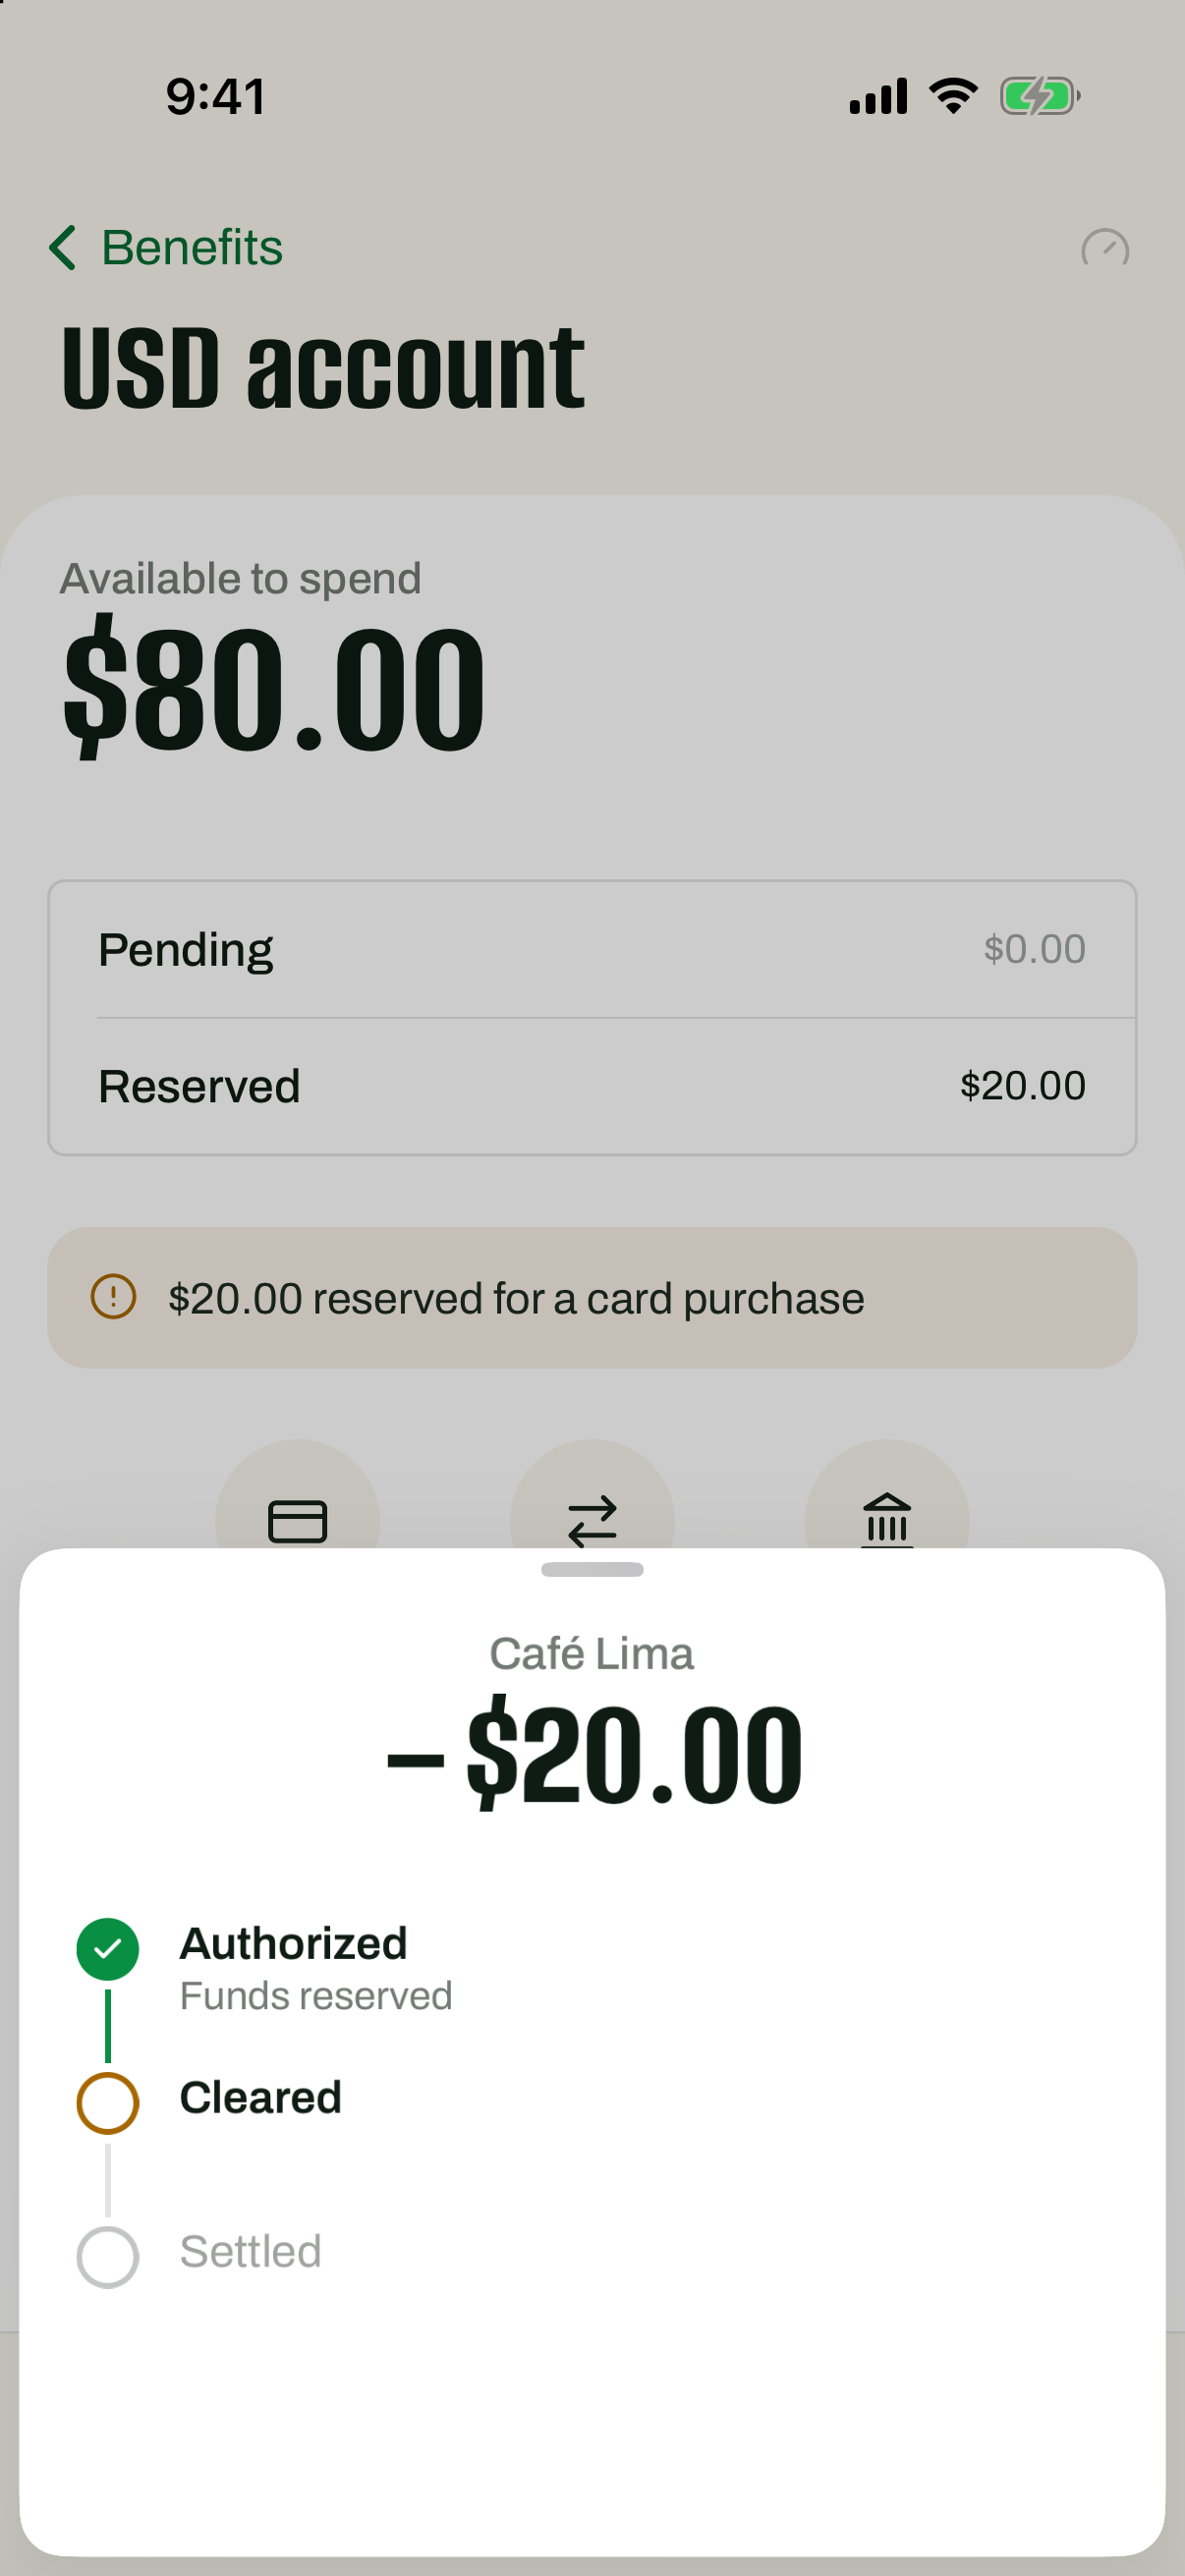 9:41
Benefits
USD account
Available to spend
$80.00
Pending $0.00
Reserved $20.00
$20.00 reserved for a card purchase
Café Lima
–$20.00
Authorized
Funds reserved
Cleared
Settled